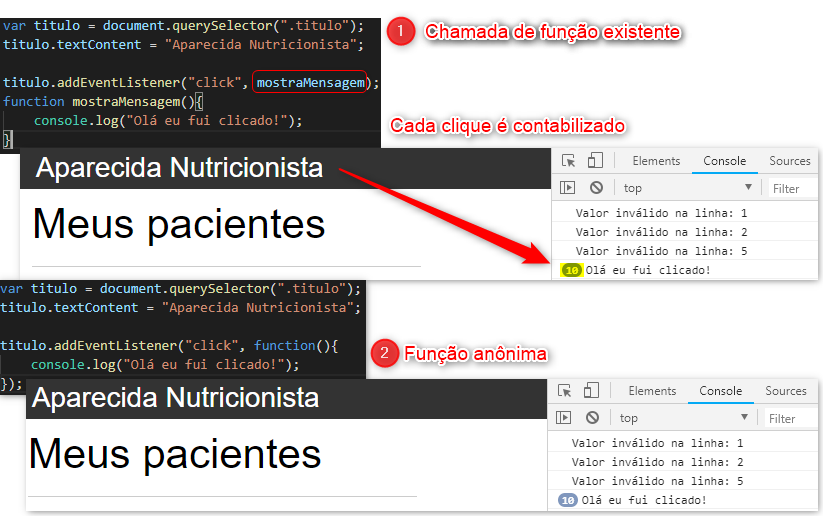 var titulo = document.querySelector(".titulo");
titulo.textContent = "Aparecida Nutricionista";
1 Chamada de função existente
titulo.addEventListener("click", mostraMensagem);
function mostraMensagem(){
console.log("Olá eu fui clicado!");
}
Cada clique é contabilizado
Aparecida Nutricionista
Meus pacientes
Elements Console Sources
top ▼ Filter
Valor inválido na linha: 1
Valor inválido na linha: 2
Valor inválido na linha: 5
10 Olá eu fui clicado!
var titulo = document.querySelector(".titulo");
titulo.textContent = "Aparecida Nutricionista";
titulo.addEventListener("click", function(){
console.log("Olá eu fui clicado!");
});
2 Função anônima
Aparecida Nutricionista
Meus pacientes
Elements Console Sources
top ▼ Filter
Valor inválido na linha: 1
Valor inválido na linha: 2
Valor inválido na linha: 5
10 Olá eu fui clicado!